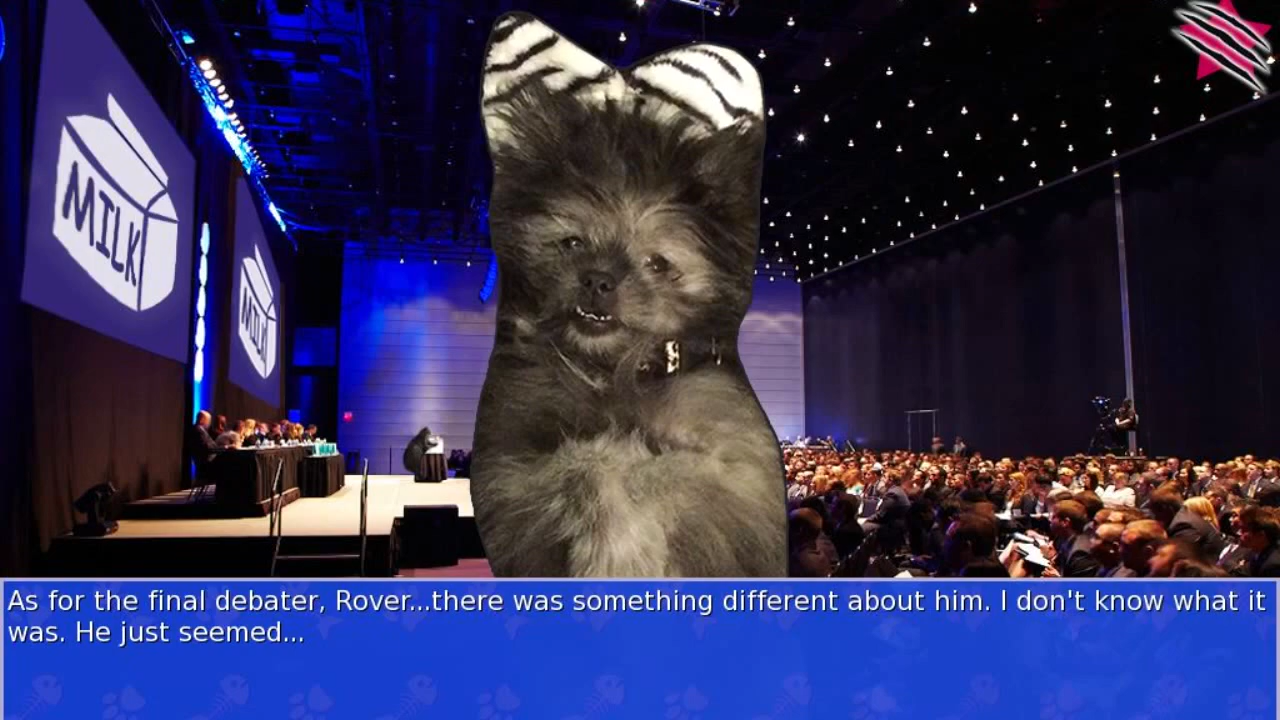 MILK
MILK
As for the final debater, Rover...there was something different about him. I don't know what it
was. He just seemed...